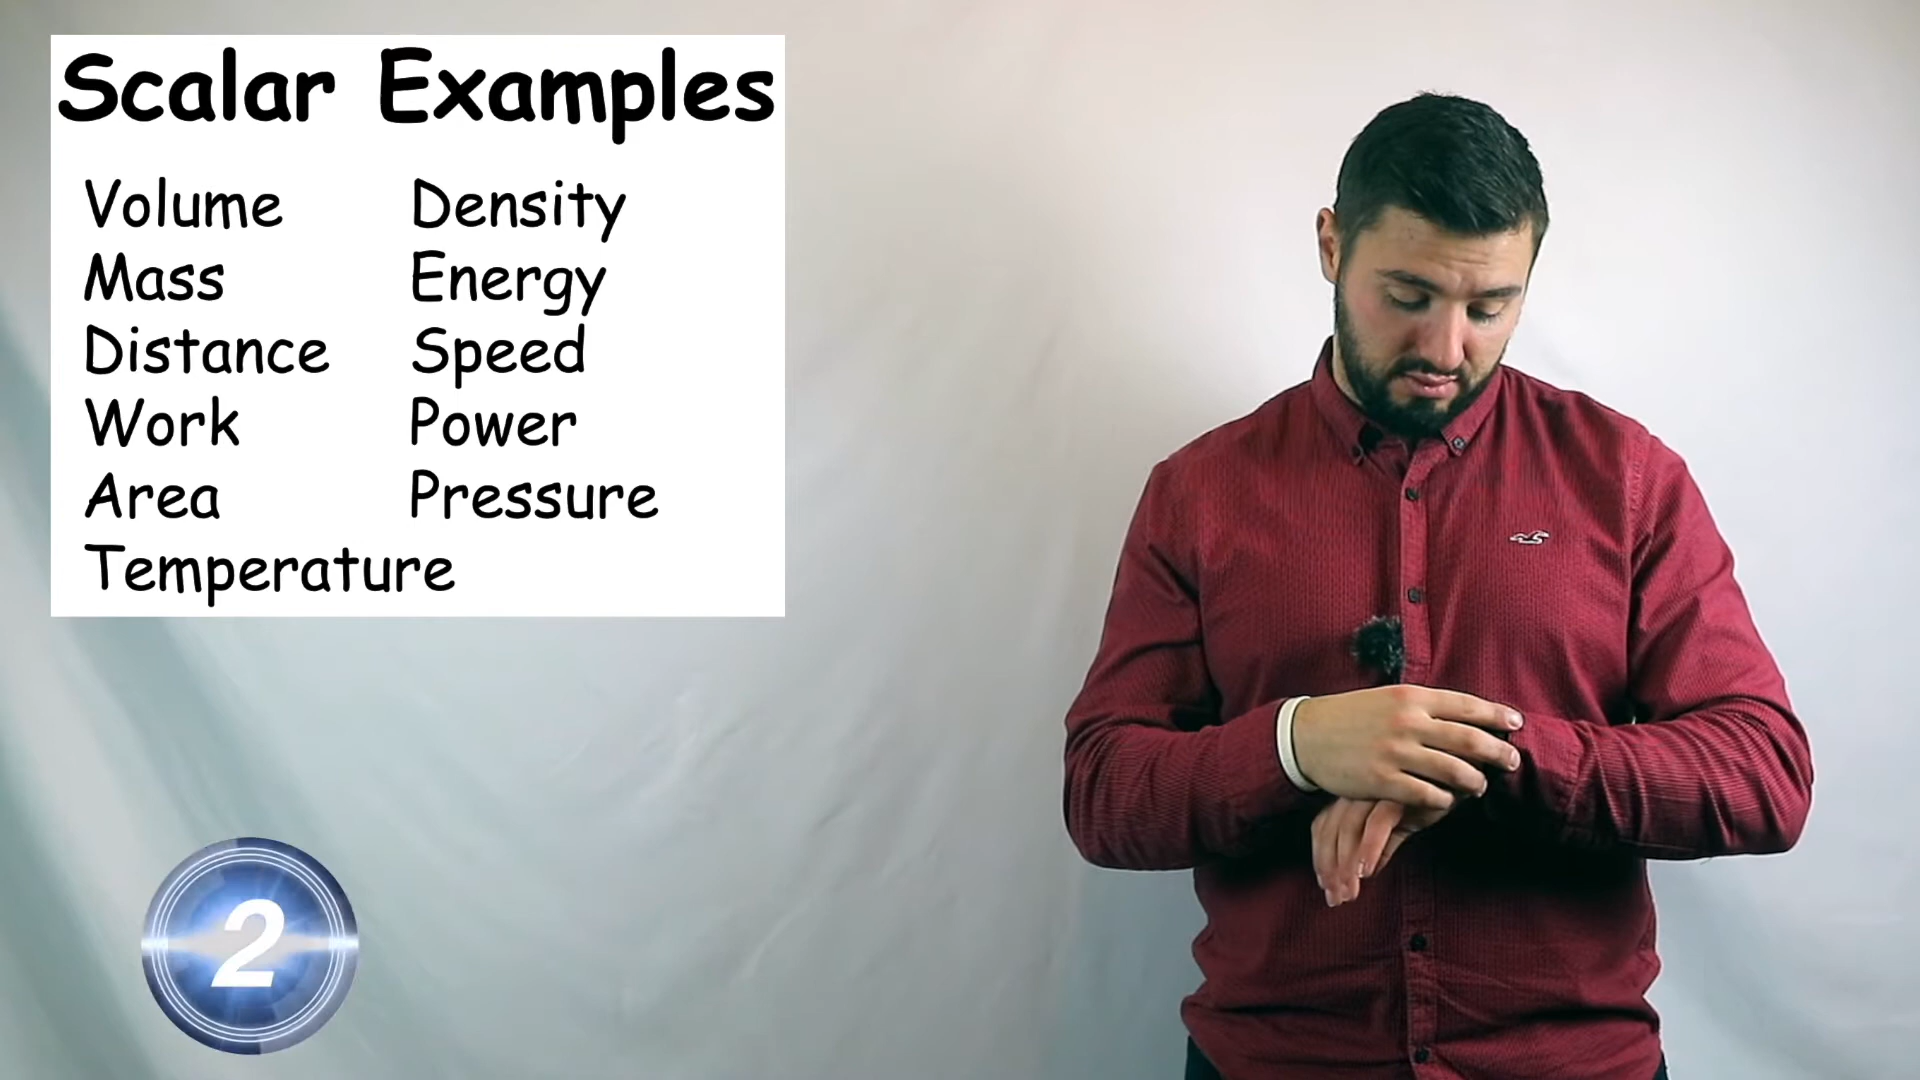 Scalar Examples
Volume Density
Mass Energy
Distance Speed
Work Power
Area Pressure
Temperature
2